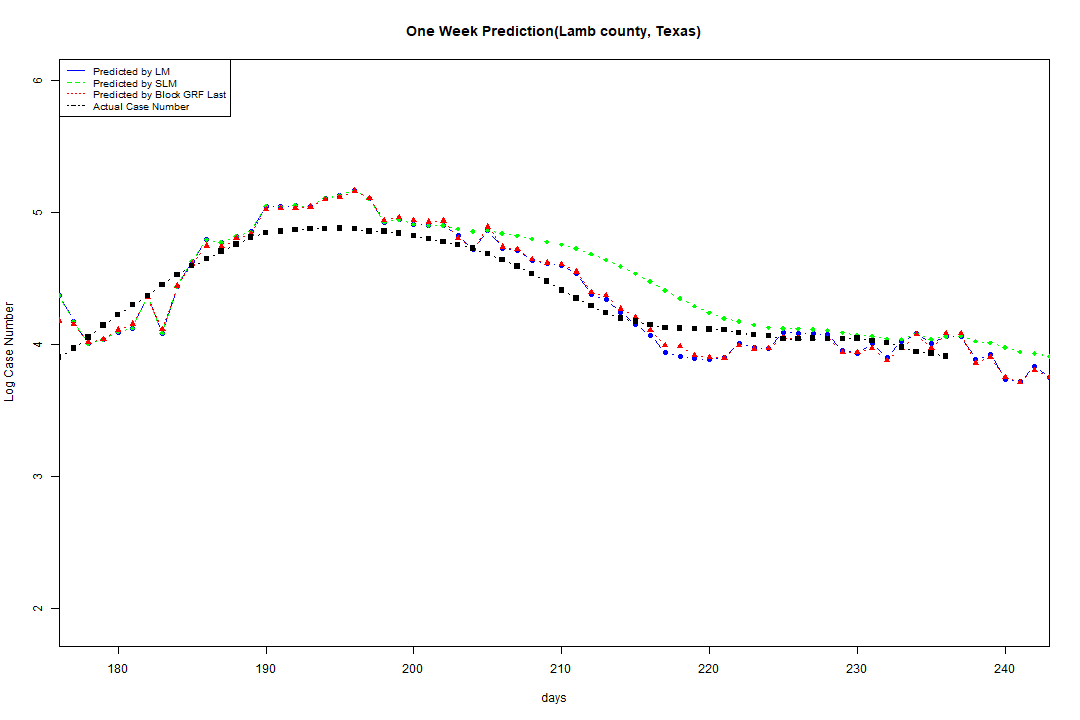 One Week Prediction(Lamb county, Texas)
Predicted by LM
Predicted by SLM
Predicted by Block GRF Last
Actual Case Number
Log Case Number
6
5
4
3
2
180 190 200 210 220 230 240
days